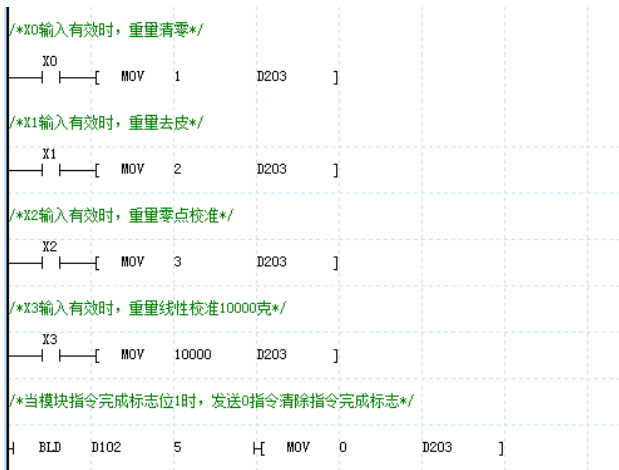 /*X0输入有效时，重里清零*/
X0
[ MOV 1 D203 ]
/*X1输入有效时，重里去皮*/
X1
[ MOV 2 D203 ]
/*X2输入有效时，重里零点校准*/
X2
[ MOV 3 D203 ]
/*X3输入有效时，重里线性校准10000克*/
X3
[ MOV 10000 D203 ]
/*当模块指令完成标志位1时，发送0指令清除指令完成标志*/
BLD D102 5 [ MOV 0 D203 ]